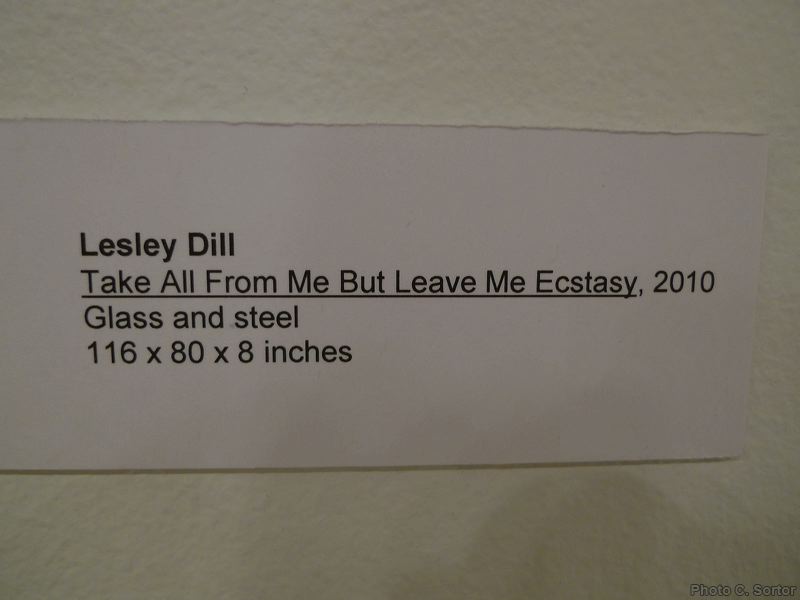 Lesley Dill
Take All From Me But Leave Me Ecstasy, 2010
Glass and steel
116 x 80 x 8 inches
Photo C. Sortor